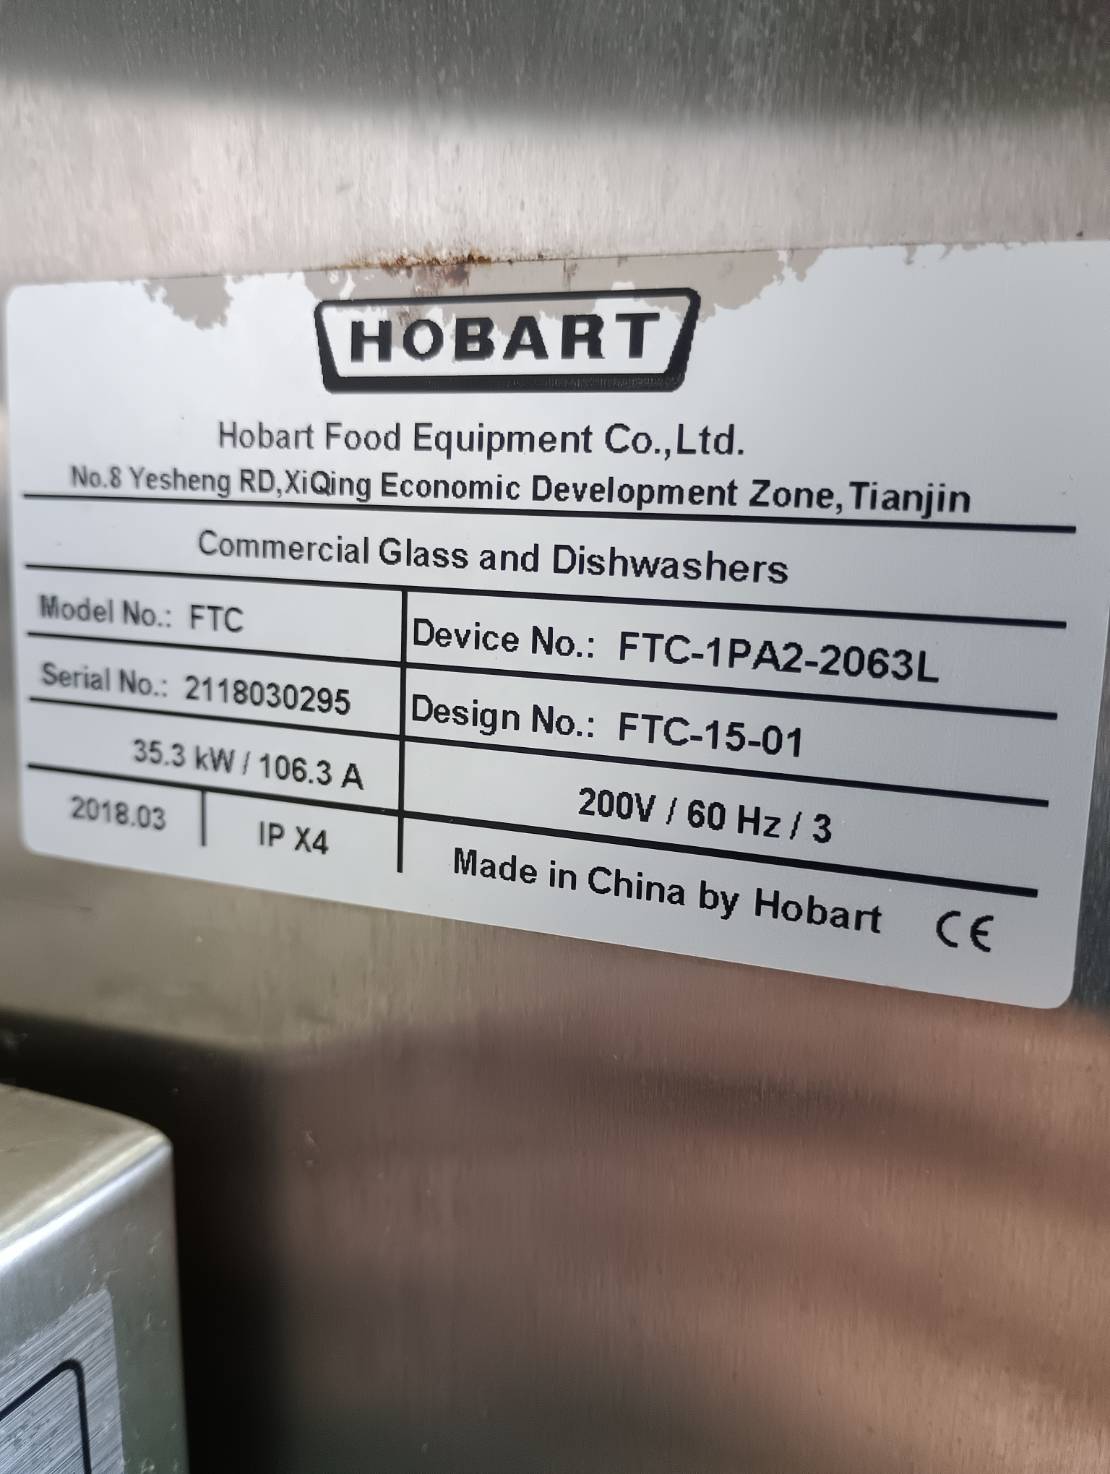 HOBART
Hobart Food Equipment Co.,Ltd.
No.8 Yesheng RD,XiQing Economic Development Zone,Tianjin
Commercial Glass and Dishwashers
Model No.: FTC
Device No.: FTC-1PA2-2063L
Serial No.: 2118030295
Design No.: FTC-15-01
35.3 kW / 106.3 A
200V / 60 Hz / 3
2018.03
IP X4
Made in China by Hobart CE